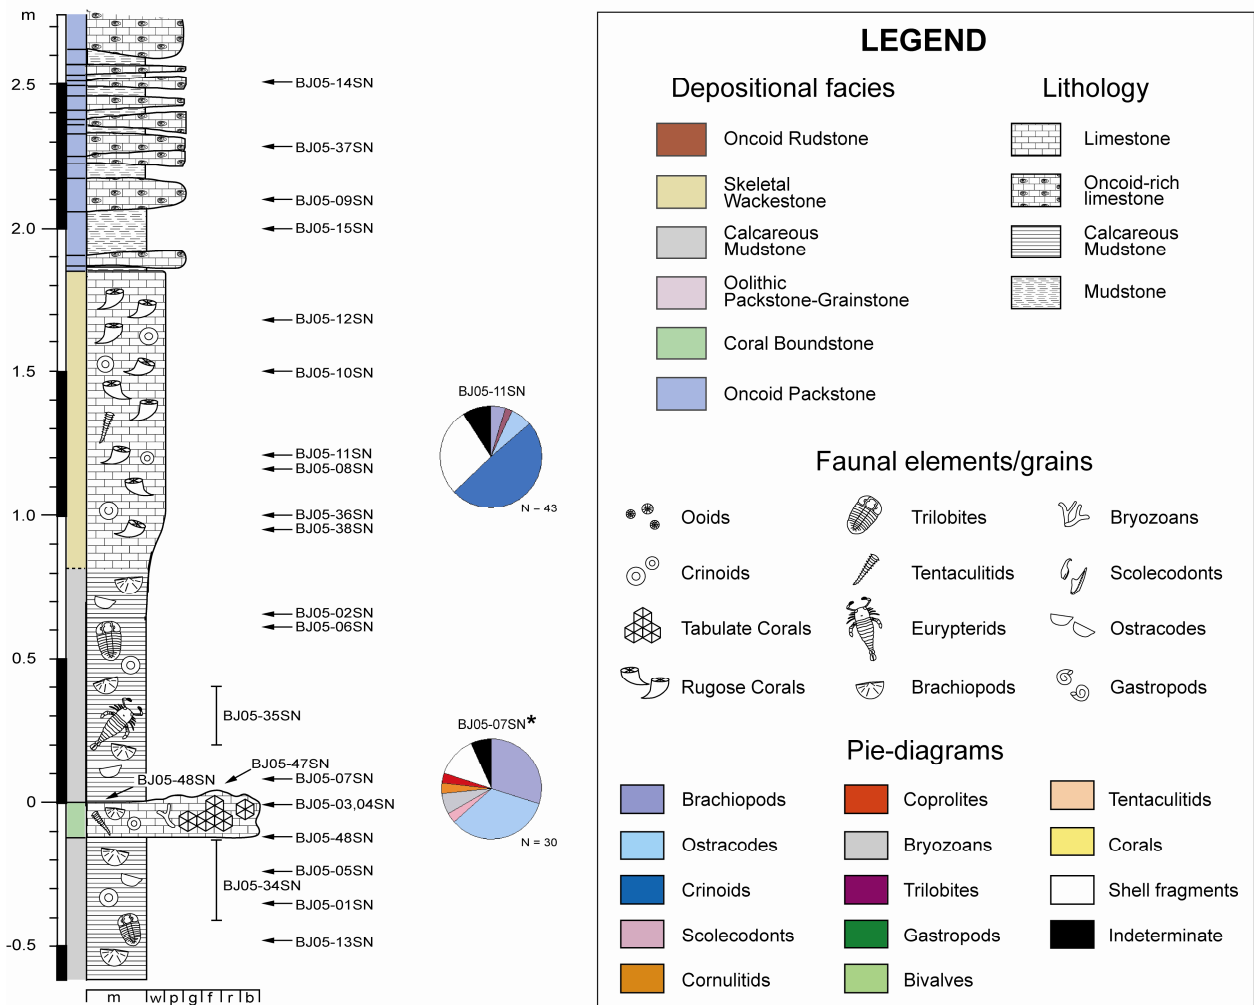 m
2.5
2.0
1.5
1.0
0.5
0
-0.5
BJ05-14SN
BJ05-37SN
BJ05-09SN
BJ05-15SN
BJ05-12SN
BJ05-10SN
BJ05-11SN
BJ05-08SN
BJ05-36SN
BJ05-38SN
BJ05-02SN
BJ05-06SN
BJ05-35SN
BJ05-47SN
BJ05-48SN
BJ05-07SN
BJ05-03,04SN
BJ05-48SN
BJ05-05SN
BJ05-34SN
BJ05-01SN
BJ05-13SN
m w p g f r b
BJ05-11SN
N = 43
BJ05-07SN*
N = 30
LEGEND
Depositional facies
Oncoid Rudstone
Skeletal
Wackestone
Calcareous
Mudstone
Oolithic
Packstone-Grainstone
Coral Boundstone
Oncoid Packstone
Lithology
Limestone
Oncoid-rich
limestone
Calcareous
Mudstone
Mudstone
Faunal elements/grains
Ooids
Trilobites
Bryozoans
Crinoids
Tentaculitids
Scolecodonts
Tabulate Corals
Eurypterids
Ostracodes
Rugose Corals
Brachiopods
Gastropods
Pie-diagrams
Brachiopods
Coprolites
Tentaculitids
Ostracodes
Bryozoans
Corals
Crinoids
Trilobites
Shell fragments
Scolecodonts
Gastropods
Indeterminate
Cornulitids
Bivalves